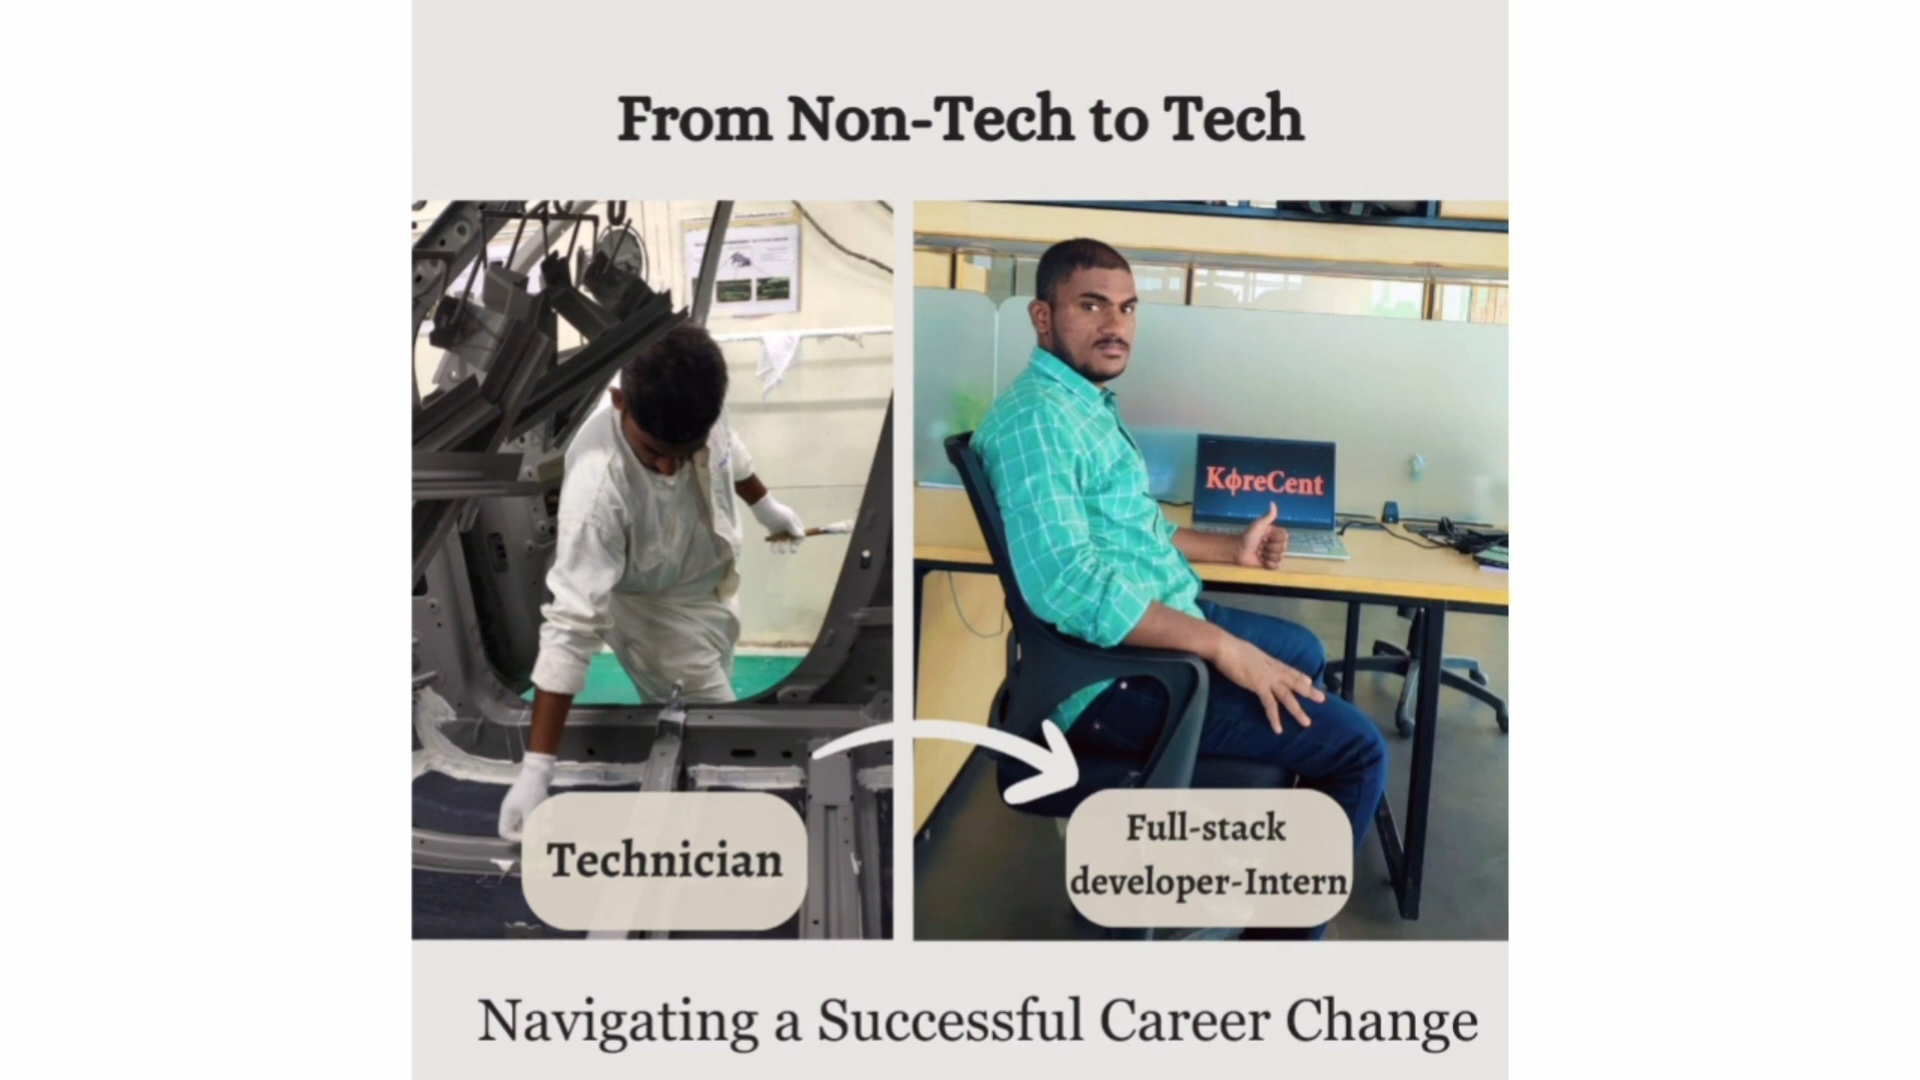 From Non-Tech to Tech
KϕreCent
Technician
Full-stack
developer-Intern
Navigating a Successful Career Change